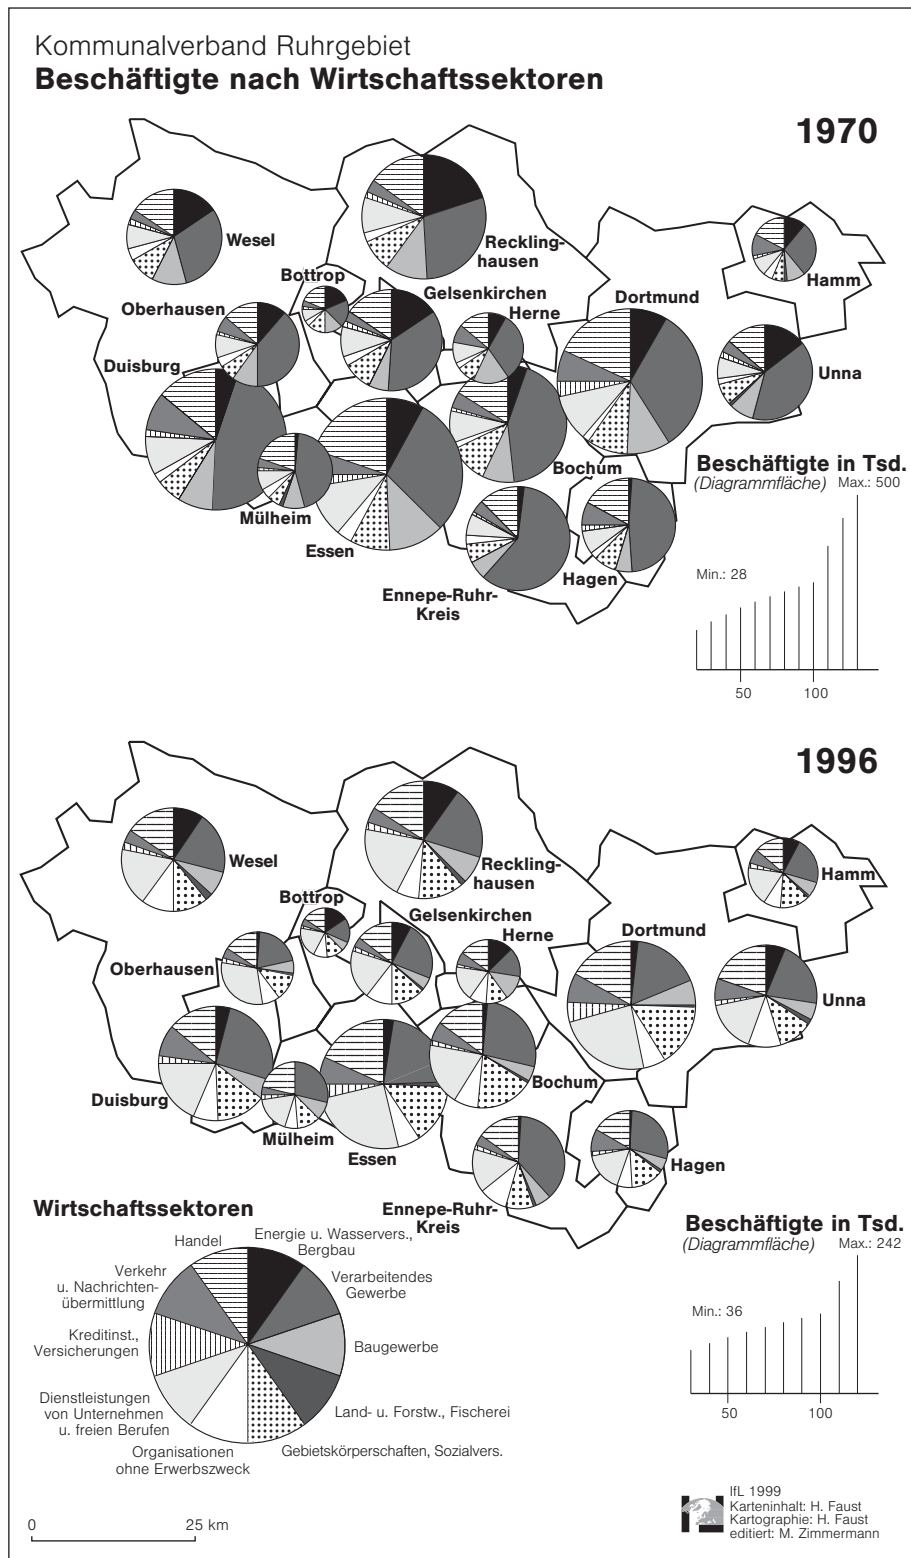 Kommunalverband Ruhrgebiet
Beschäftigte nach Wirtschaftssektoren
1970
Wesel
Reckling-
hausen
Hamm
Bottrop
Gelsenkirchen
Herne
Dortmund
Oberhausen
Duisburg
Unna
Mülheim
Essen
Bochum
Ennepe-Ruhr-
Kreis
Hagen
Beschäftigte in Tsd.
(Diagrammfläche) Max.: 500
Min.: 28
50 100
1996
Wesel
Reckling-
hausen
Hamm
Bottrop
Gelsenkirchen
Herne
Dortmund
Oberhausen
Unna
Duisburg
Mülheim
Essen
Bochum
Ennepe-Ruhr-
Kreis
Hagen
Beschäftigte in Tsd.
(Diagrammfläche) Max.: 242
Min.: 36
50 100
Wirtschaftssektoren
Handel
Energie u. Wasservers.,
Bergbau
Verkehr
u. Nachrichten-
übermittlung
Verarbeitendes
Gewerbe
Kreditinst.,
Versicherungen
Baugewerbe
Dienstleistungen
von Unternehmen
u. freien Berufen
Land- u. Forstw., Fischerei
Organisationen
ohne Erwerbszweck
Gebietskörperschaften, Sozialvers.
0 25 km
IfL 1999
Karteninhalt: H. Faust
Kartographie: H. Faust
editiert: M. Zimmermann